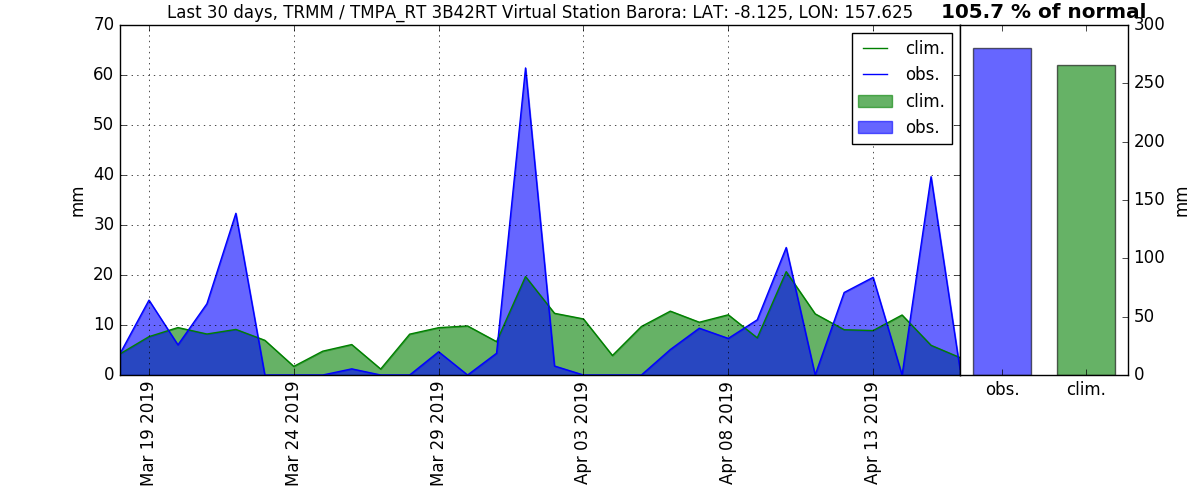 Last 30 days, TRMM / TMPA_RT 3B42RT Virtual Station Barora: LAT: -8.125, LON: 157.625
105.7 % of normal
70
60
50
40
30
20
10
0
mm
clim.
obs.
clim.
obs.
300
250
200
150
100
50
0
mm
Mar 19 2019
Mar 24 2019
Mar 29 2019
Apr 03 2019
Apr 08 2019
Apr 13 2019
obs.
clim.